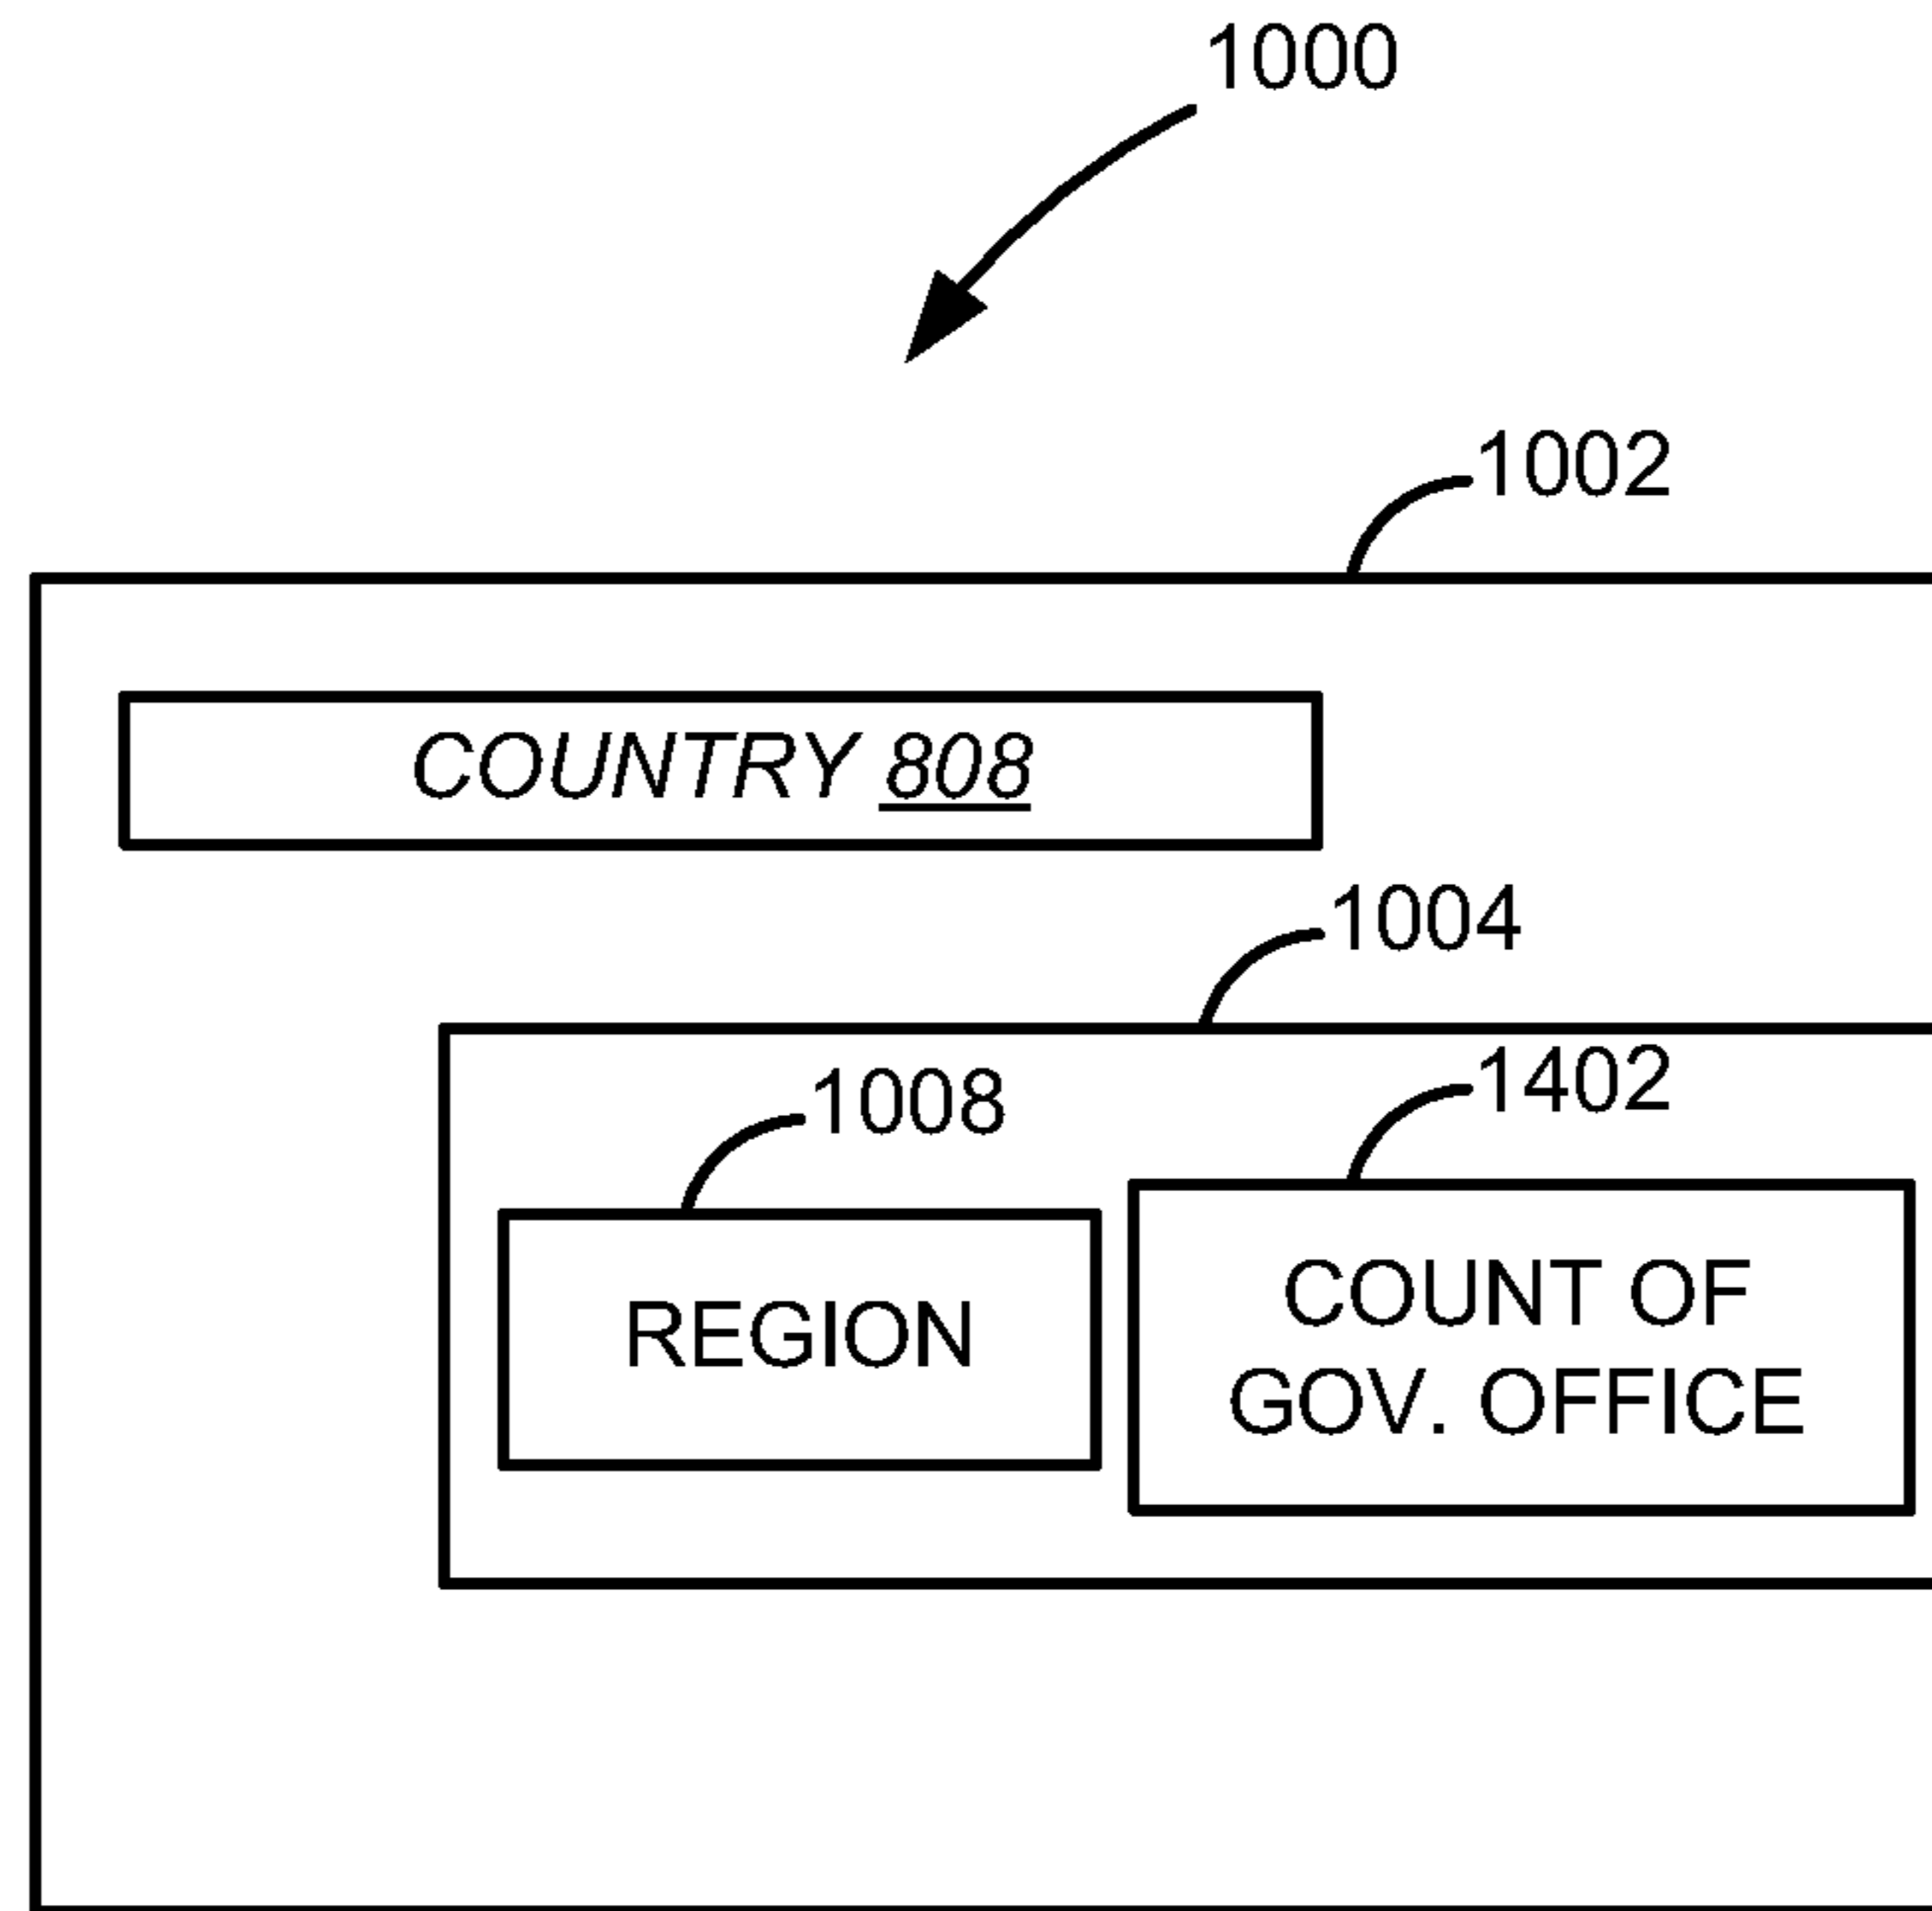 1000
1002
COUNTRY 808
1004
1008
1402
REGION
COUNT OF
GOV. OFFICE